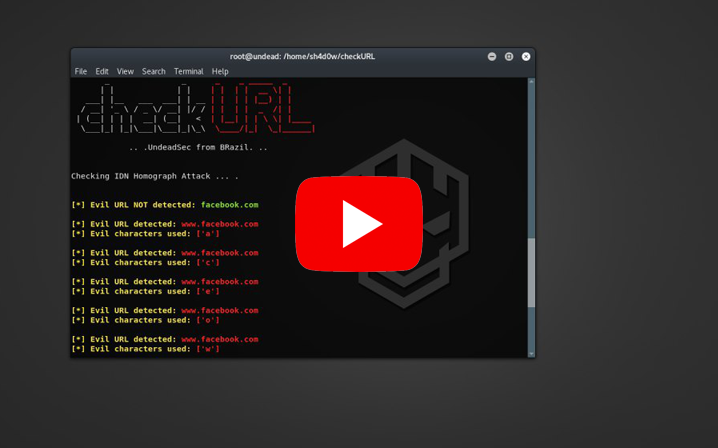 root@undead: /home/sh4d0w/checkURL
File Edit View Search Terminal Help
checkURL
.. .UndeadSec from BRazil. ..
Checking IDN Homograph Attack ... .
[*] Evil URL NOT detected: facebook.com
[*] Evil URL detected: www.facebook.com
[*] Evil characters used: ['a']
[*] Evil URL detected: www.facebook.com
[*] Evil characters used: ['c']
[*] Evil URL detected: www.facebook.com
[*] Evil characters used: ['e']
[*] Evil URL detected: www.facebook.com
[*] Evil characters used: ['o']
[*] Evil URL detected: www.facebook.com
[*] Evil characters used: ['w']